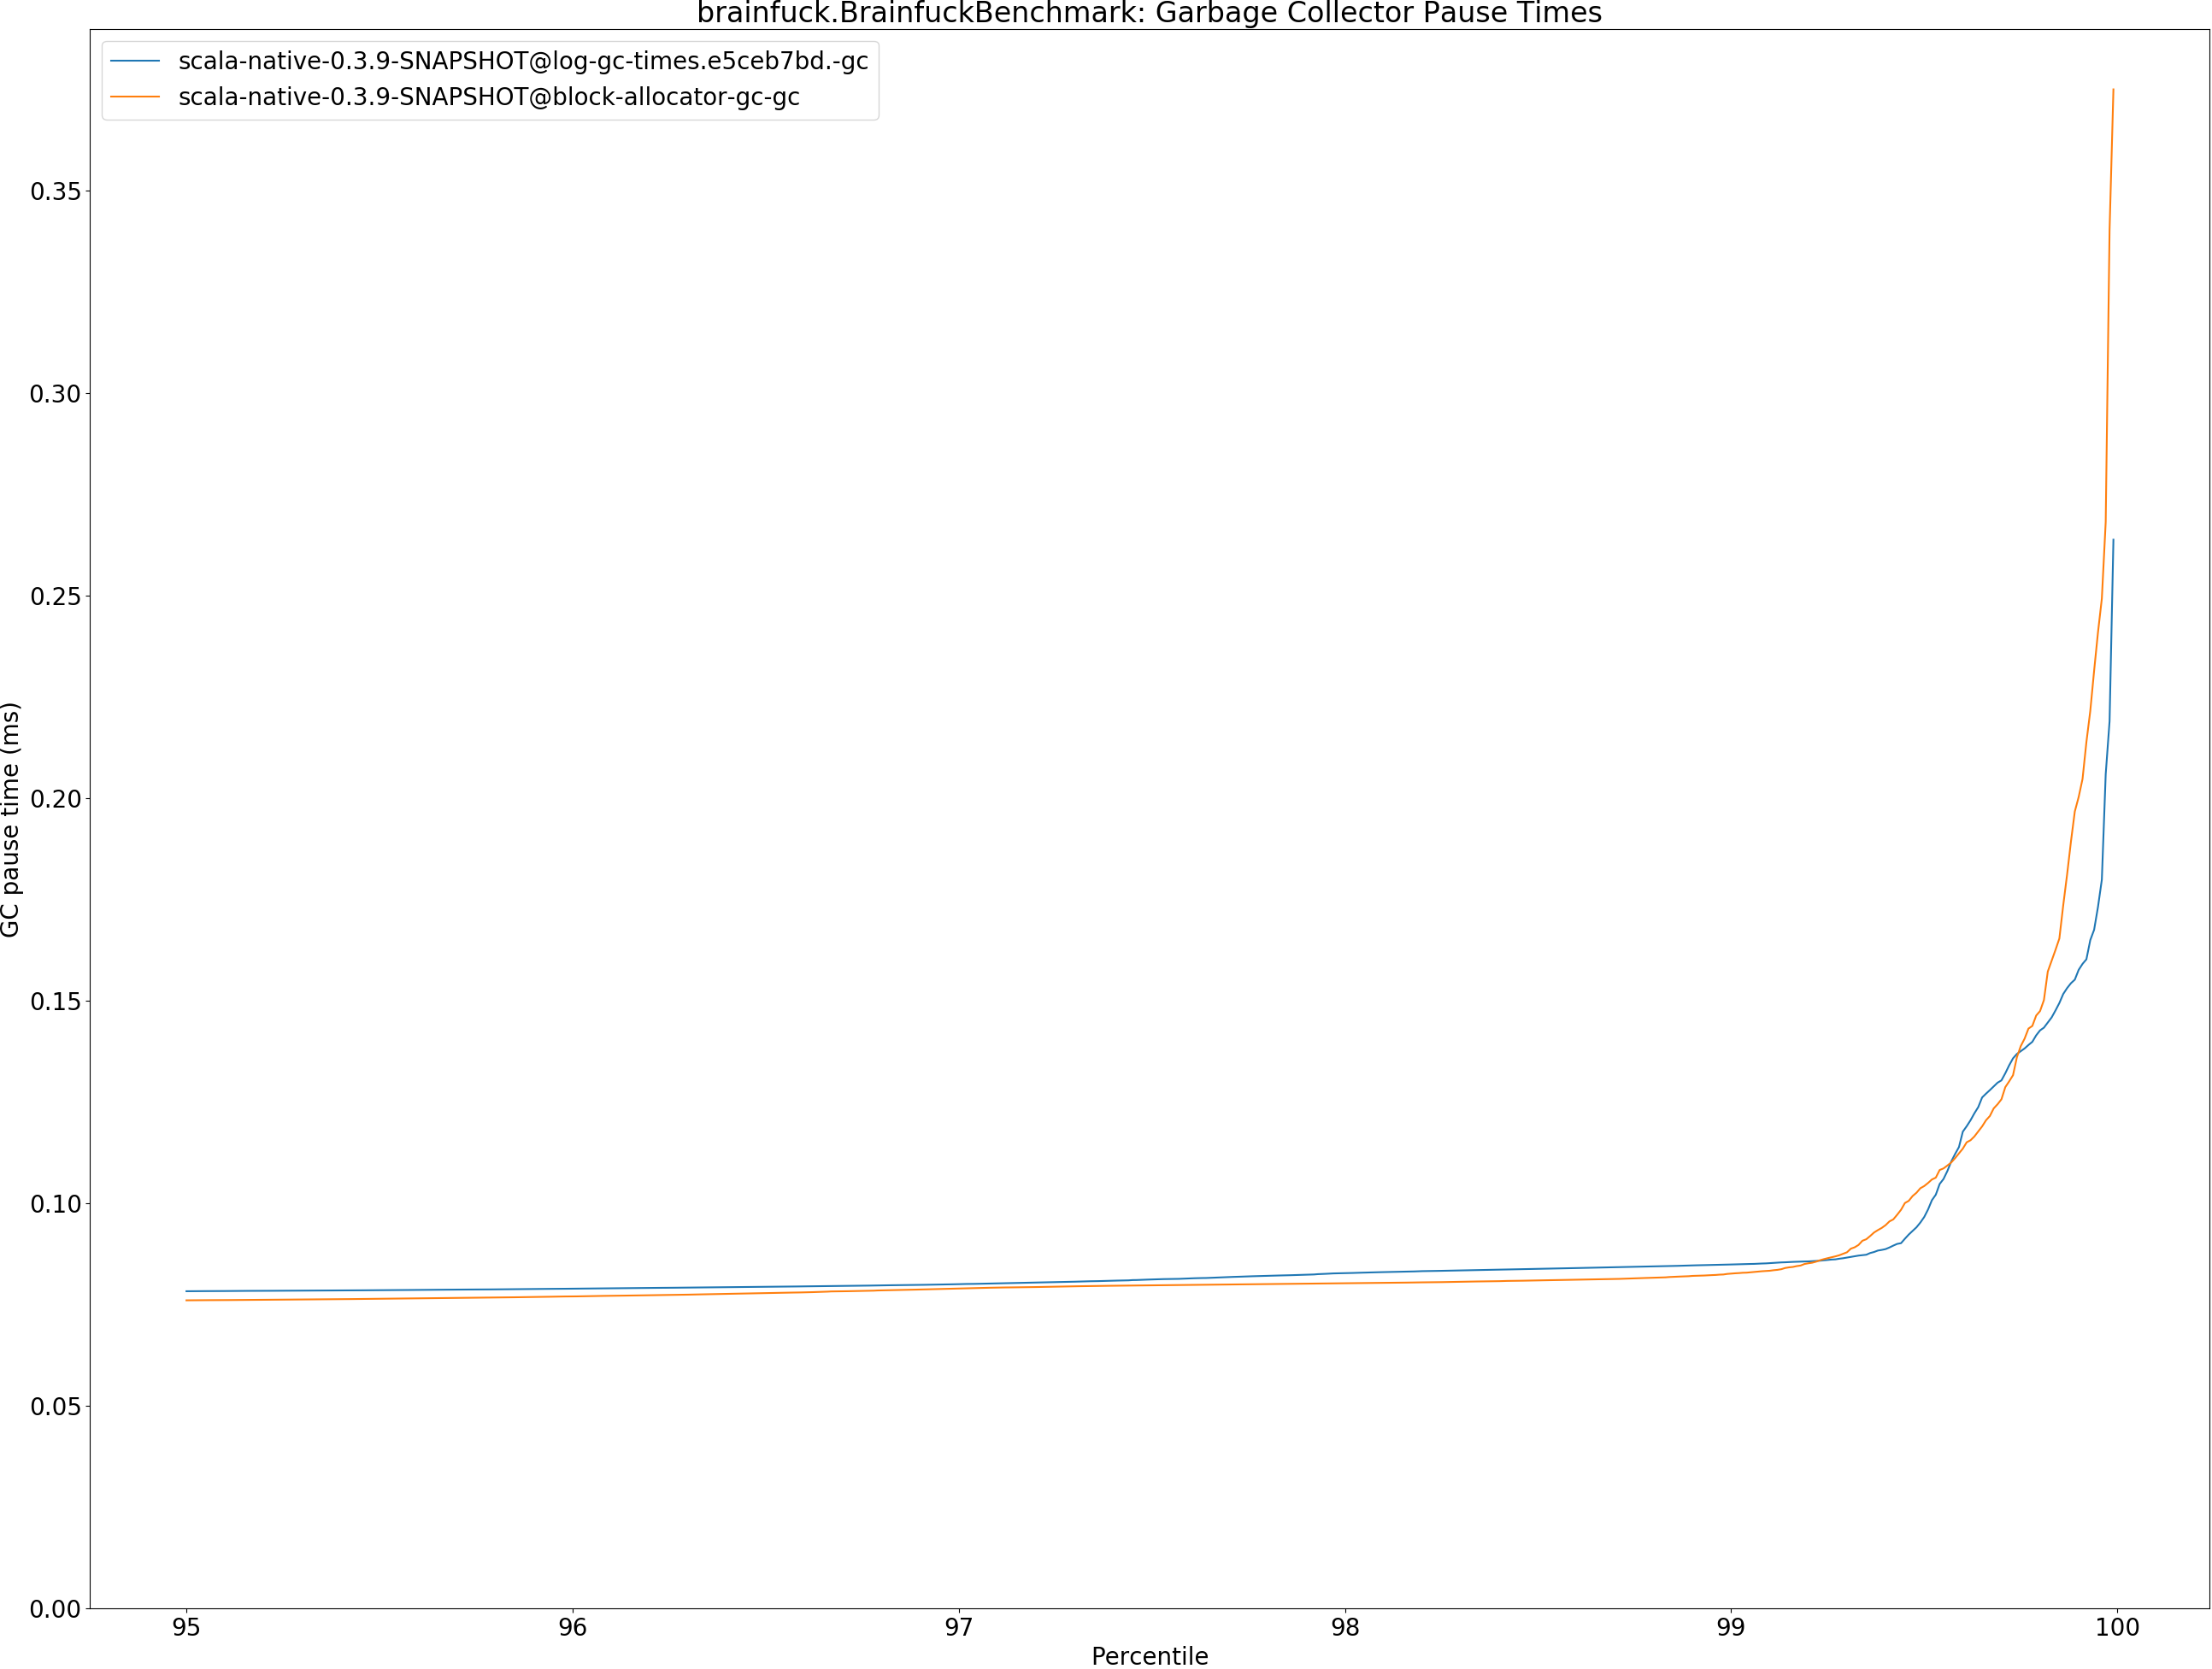 brainfuck.BrainfuckBenchmark: Garbage Collector Pause Times
scala-native-0.3.9-SNAPSHOT@log-gc-times.e5ceb7bd.-gc
scala-native-0.3.9-SNAPSHOT@block-allocator-gc-gc
0.35
0.30
0.25
0.20
0.15
0.10
0.05
0.00
GC pause time (ms)
95 96 97 98 99 100
Percentile